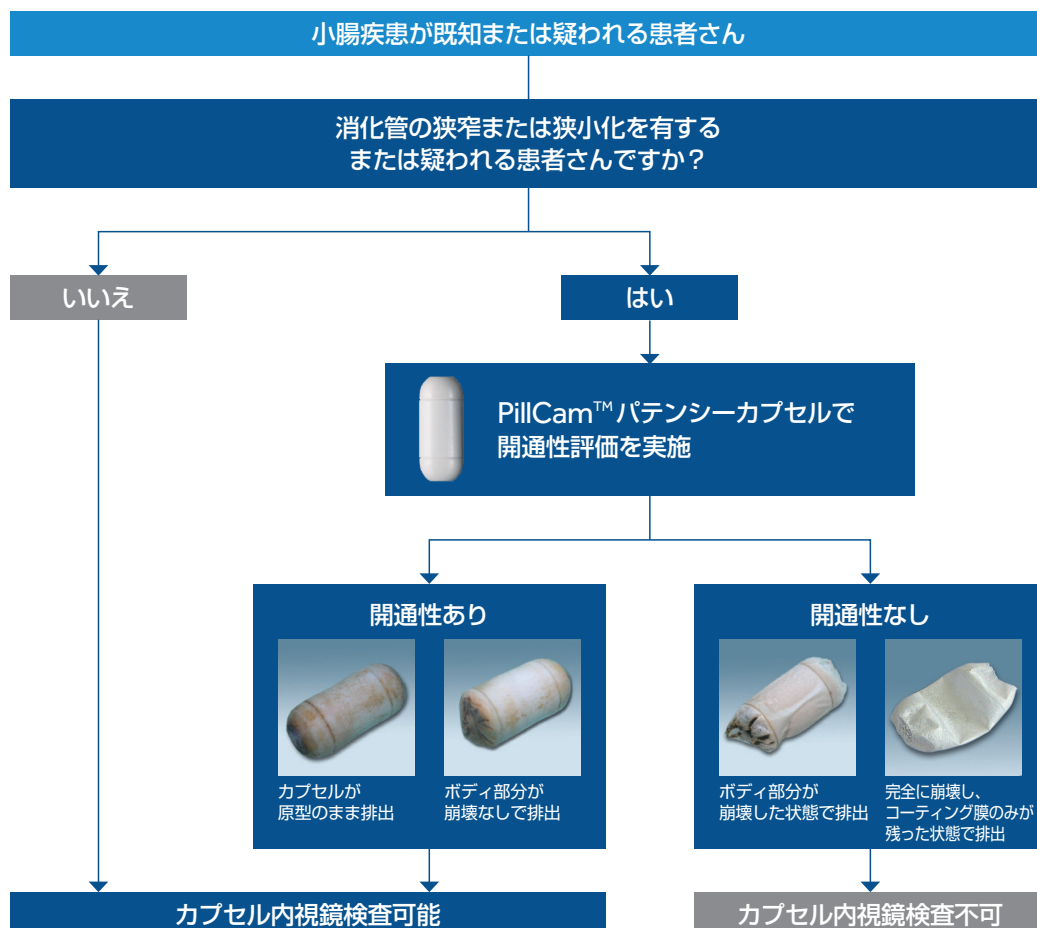 小腸疾患が既知または疑われる患者さん
消化管の狭窄または狭小化を有する
または疑われる患者さんですか？
いいえ
はい
PillCam™ パテンシーカプセルで
開通性評価を実施
開通性あり
カプセルが
原型のまま排出
ボディ部分が
崩壊なしで排出
開通性なし
ボディ部分が
崩壊した状態で排出
完全に崩壊し、
コーティング膜のみが
残った状態で排出
カプセル内視鏡検査可能
カプセル内視鏡検査不可